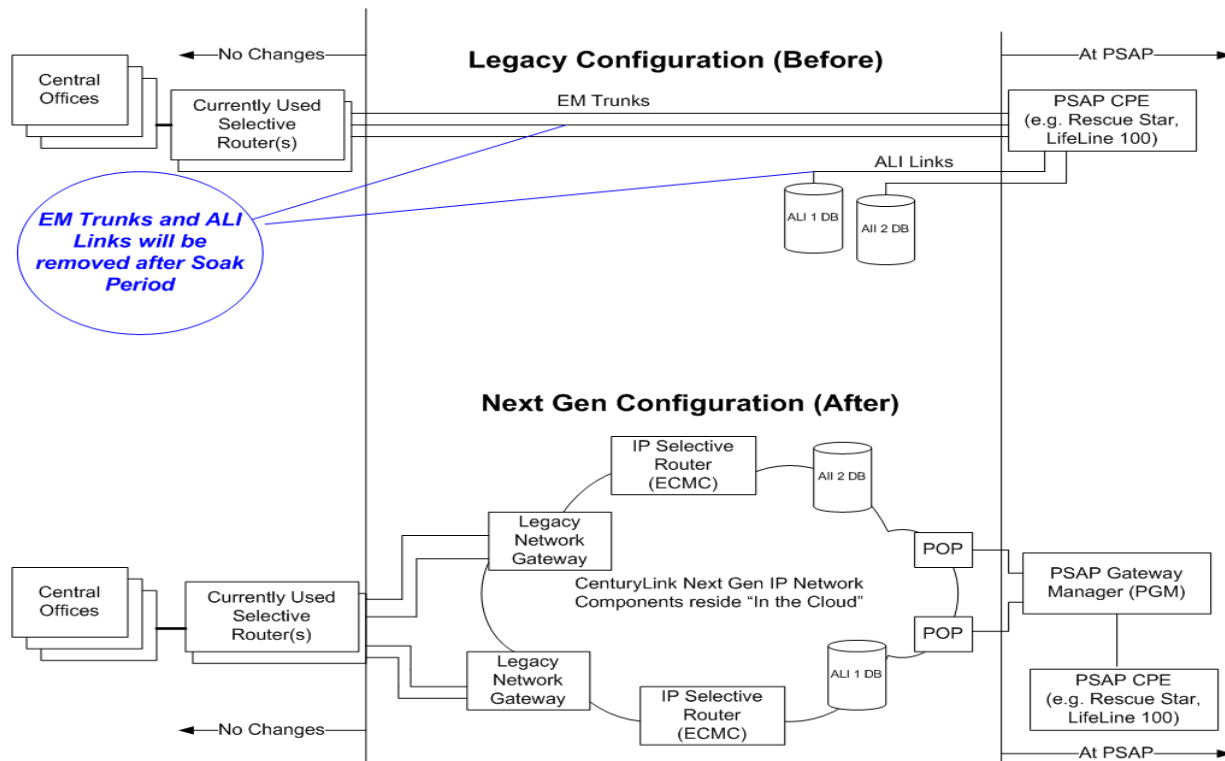 No Changes
Legacy Configuration (Before)
At PSAP
Central
Offices
Currently Used
Selective
Router(s)
EM Trunks
PSAP CPE
(e.g. Rescue Star,
LifeLine 100)
ALI Links
ALI 1 DB
All 2 DB
EM Trunks and ALI
Links will be
removed after Soak
Period
Next Gen Configuration (After)
IP Selective
Router
(ECMC)
All 2 DB
Legacy
Network
Gateway
POP
CenturyLink Next Gen IP Network
Components reside “In the Cloud”
PSAP Gateway
Manager (PGM)
Central
Offices
Currently Used
Selective
Router(s)
POP
Legacy
Network
Gateway
ALI 1 DB
IP Selective
Router
(ECMC)
PSAP CPE
(e.g. Rescue Star,
LifeLine 100)
No Changes
At PSAP